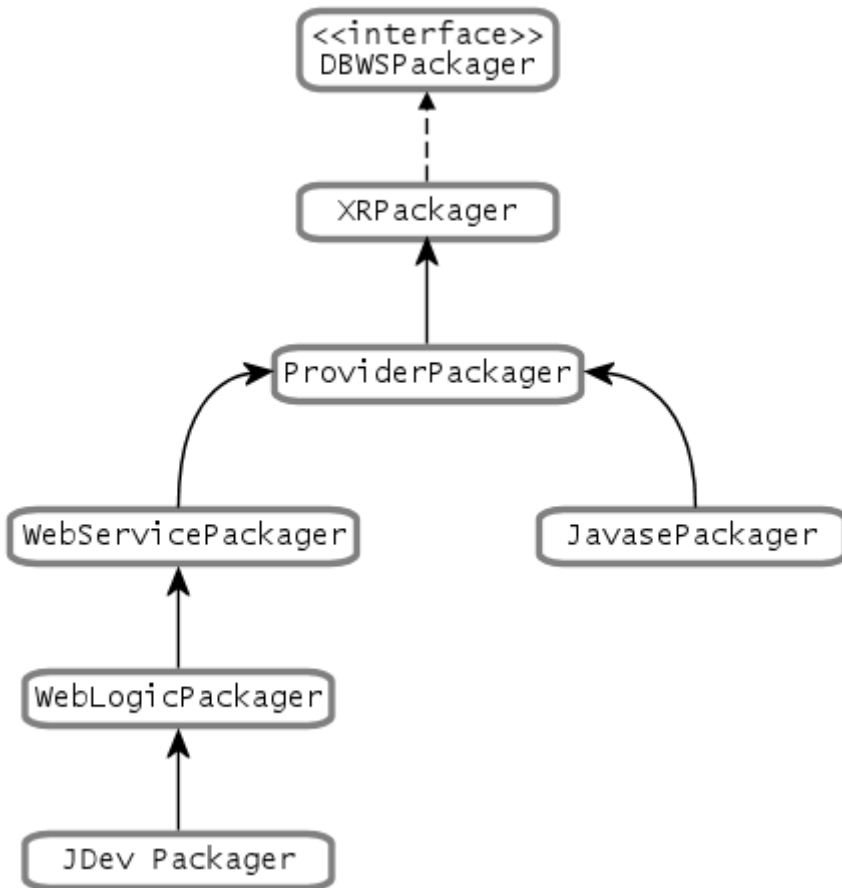 <<interface>>
DBWSPackager
XRPackager
ProviderPackager
WebServicePackager
JavasePackager
WebLogicPackager
JDev Packager